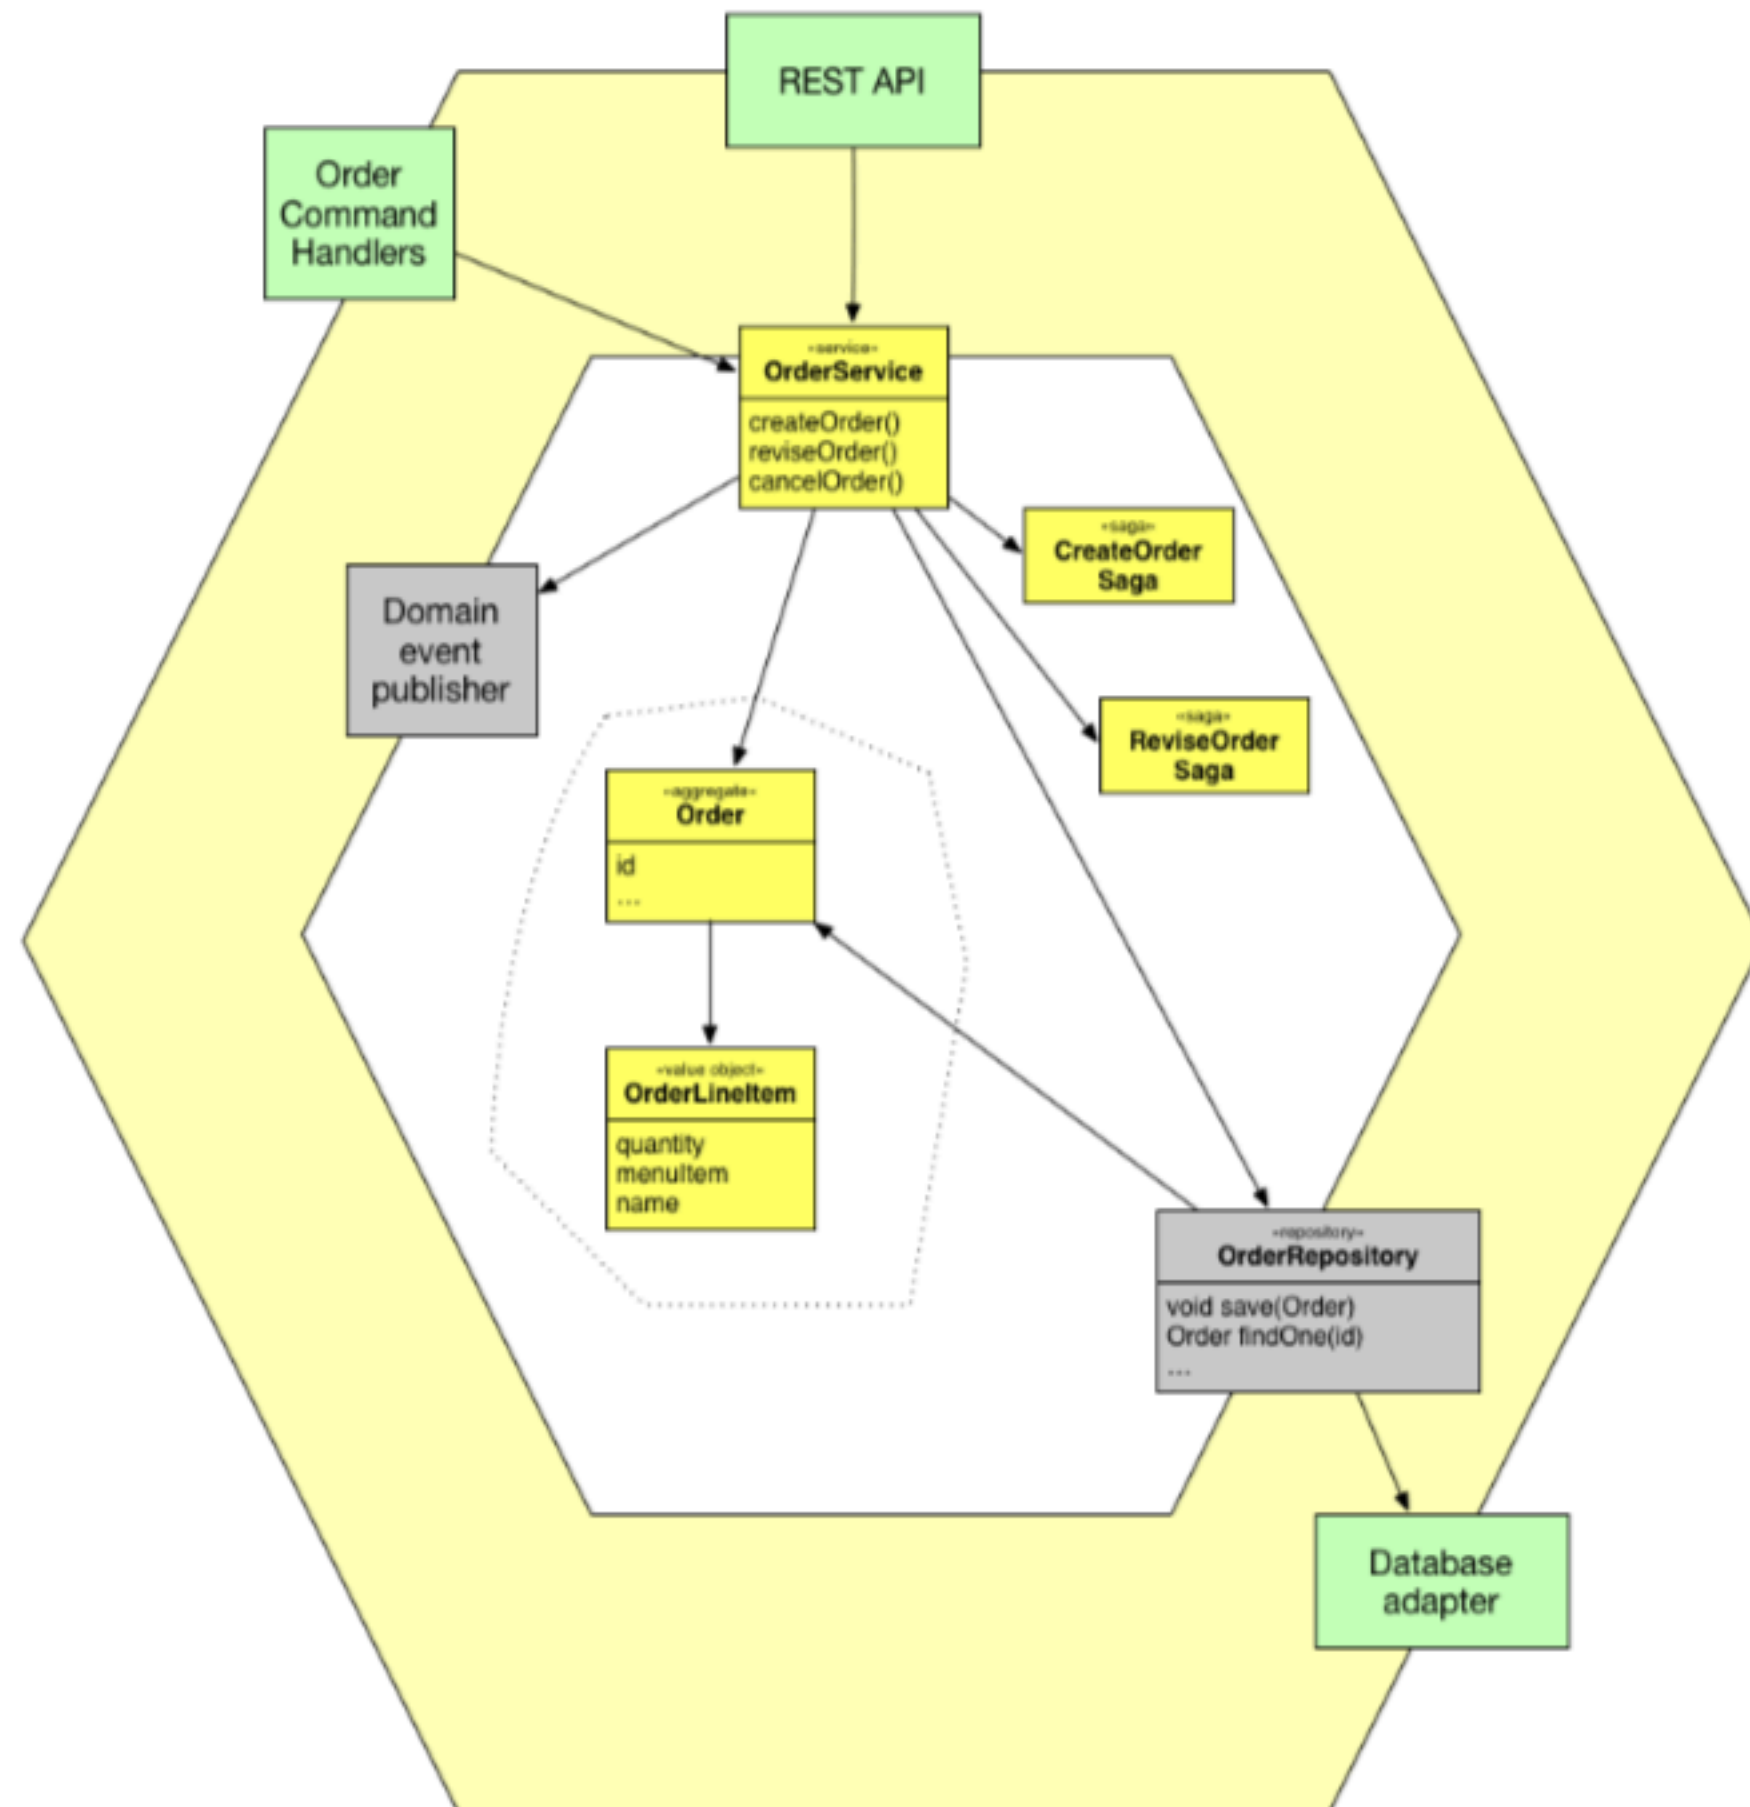 REST API
Order
Command
Handlers
«service»
OrderService
createOrder()
reviseOrder()
cancelOrder()
«saga»
CreateOrder
Saga
Domain
event
publisher
«saga»
ReviseOrder
Saga
«aggregate»
Order
id
...
«value object»
OrderLineItem
quantity
menuItem
name
«repository»
OrderRepository
void save(Order)
Order findOne(id)
...
Database
adapter